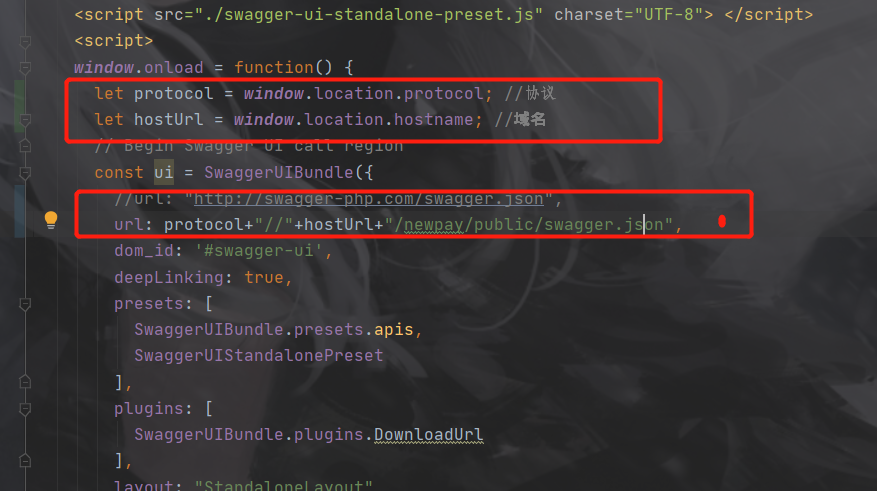 <script src="./swagger-ui-standalone-preset.js" charset="UTF-8"> </script>
<script>
window.onload = function() {
let protocol = window.location.protocol; //协议
let hostUrl = window.location.hostname; //域名
// Begin Swagger UI call region
const ui = SwaggerUIBundle({
//url: "http://swagger-php.com/swagger.json",
url: protocol+"//"+hostUrl+"/newpay/public/swagger.json",
dom_id: '#swagger-ui',
deepLinking: true,
presets: [
SwaggerUIBundle.presets.apis,
SwaggerUIStandalonePreset
],
plugins: [
SwaggerUIBundle.plugins.DownloadUrl
],
layout: "StandaloneLayout"